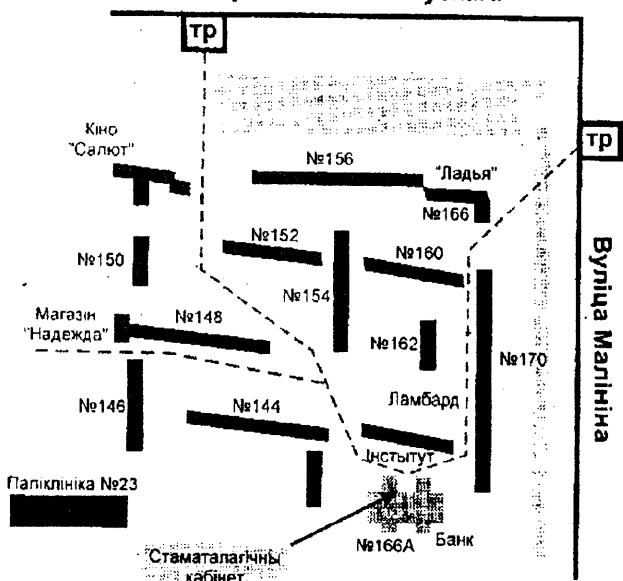 тр
тр
Кіно
"Салют"
№156
"Ладья"
№166
№152
№160
№150
№154
Вуліца Малініна
Магазін
"Надежда"
№148
№162
№170
№146
№144
Ламбард
Інстытут
Паліклініка №23
№166А
Банк
Стаматалагічны
кабінет